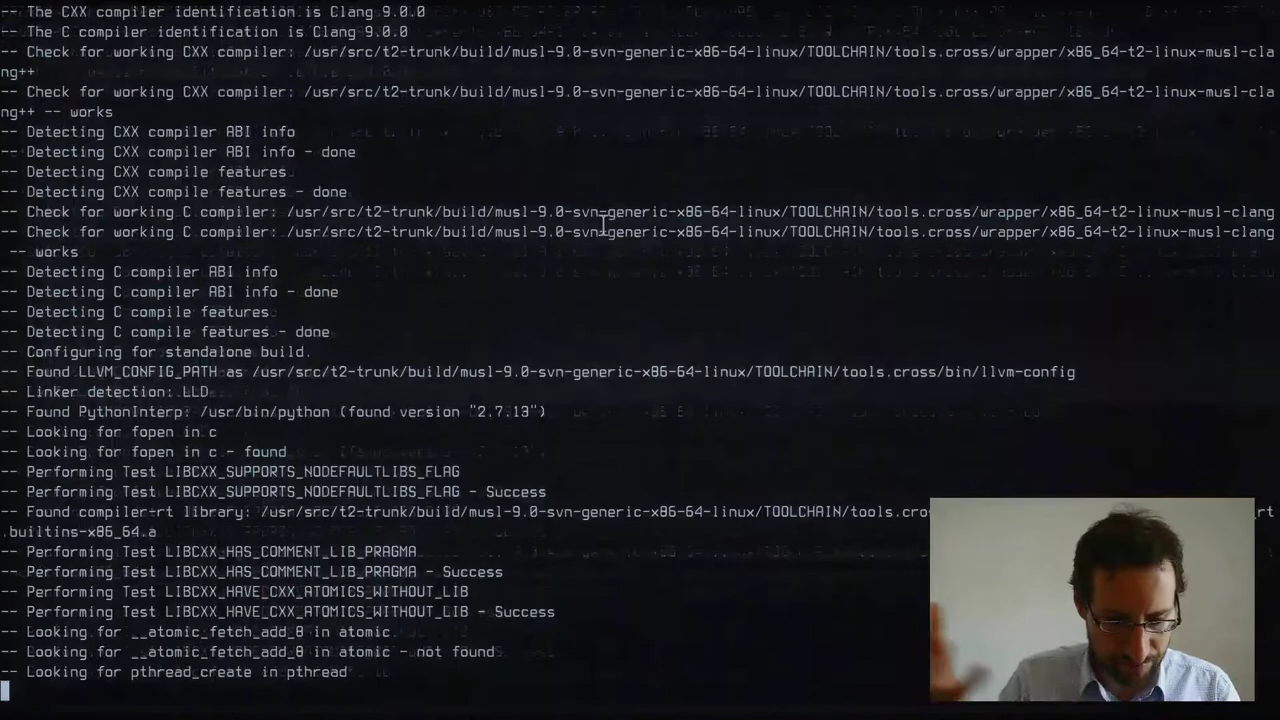 -- The CXX compiler identification is Clang 9.0.0
-- The C compiler identification is Clang 9.0.0
-- Check for working CXX compiler: /usr/src/t2-trunk/build/musl-9.0-svn-generic-x86-64-linux/TOOLCHAIN/tools.cross/wrapper/x86_64-t2-linux-musl-cla
ng++
-- Check for working CXX compiler: /usr/src/t2-trunk/build/musl-9.0-svn-generic-x86-64-linux/TOOLCHAIN/tools.cross/wrapper/x86_64-t2-linux-musl-cla
ng++ -- works
-- Detecting CXX compiler ABI info
-- Detecting CXX compiler ABI info - done
-- Detecting CXX compile features
-- Detecting CXX compile features - done
-- Check for working C compiler: /usr/src/t2-trunk/build/musl-9.0-svn-generic-x86-64-linux/TOOLCHAIN/tools.cross/wrapper/x86_64-t2-linux-musl-clang
-- Check for working C compiler: /usr/src/t2-trunk/build/musl-9.0-svn-generic-x86-64-linux/TOOLCHAIN/tools.cross/wrapper/x86_64-t2-linux-musl-clang
-- works
-- Detecting C compiler ABI info
-- Detecting C compiler ABI info - done
-- Detecting C compile features
-- Detecting C compile features - done
-- Configuring for standalone build.
-- Found LLVM_CONFIG_PATH as /usr/src/t2-trunk/build/musl-9.0-svn-generic-x86-64-linux/TOOLCHAIN/tools.cross/bin/llvm-config
-- Linker detection: LLD
-- Found PythonInterp: /usr/bin/python (found version "2.7.13")
-- Looking for fopen in c
-- Looking for fopen in c - found
-- Performing Test LIBCXX_SUPPORTS_NODEFAULTLIBS_FLAG
-- Performing Test LIBCXX_SUPPORTS_NODEFAULTLIBS_FLAG - Success
-- Found compiler-rt library: /usr/src/t2-trunk/build/musl-9.0-svn-generic-x86-64-linux/TOOLCHAIN/tools.cro rt
.builtins-x86_64.a
-- Performing Test LIBCXX_HAS_COMMENT_LIB_PRAGMA
-- Performing Test LIBCXX_HAS_COMMENT_LIB_PRAGMA - Success
-- Performing Test LIBCXX_HAVE_CXX_ATOMICS_WITHOUT_LIB
-- Performing Test LIBCXX_HAVE_CXX_ATOMICS_WITHOUT_LIB - Success
-- Looking for __atomic_fetch_add_8 in atomic
-- Looking for __atomic_fetch_add_8 in atomic - not found
-- Looking for pthread_create in pthread